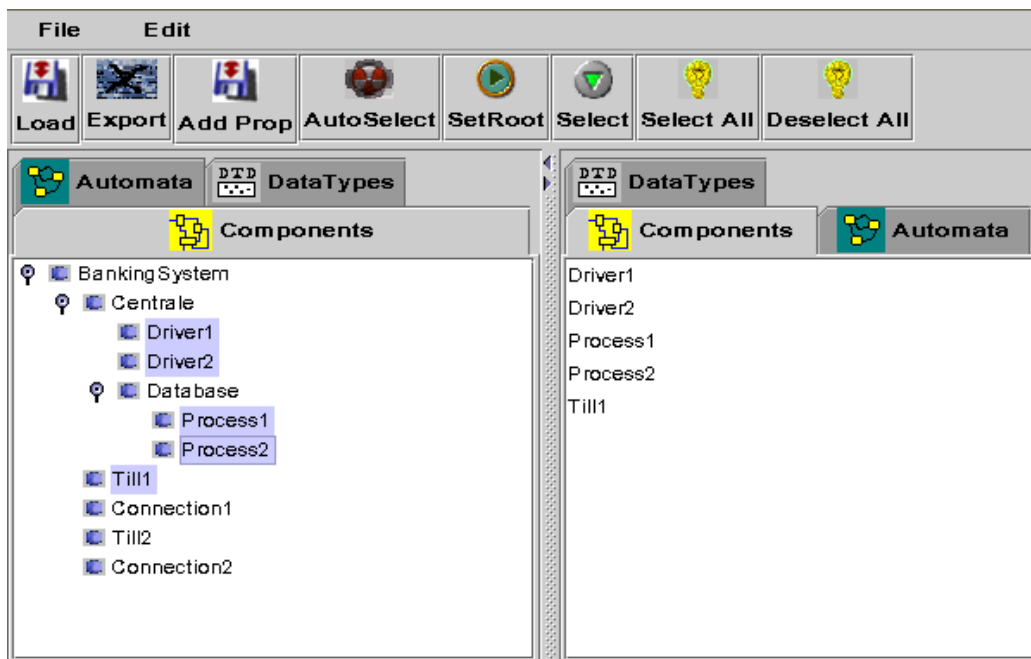 File Edit
Load Export Add Prop AutoSelect SetRoot Select Select All Deselect All
Automata DTD DataTypes
Components
BankingSystem
Centrale
Driver1
Driver2
Database
Process1
Process2
Till1
Connection1
Till2
Connection2
DTD DataTypes
Components Automata
Driver1
Driver2
Process1
Process2
Till1